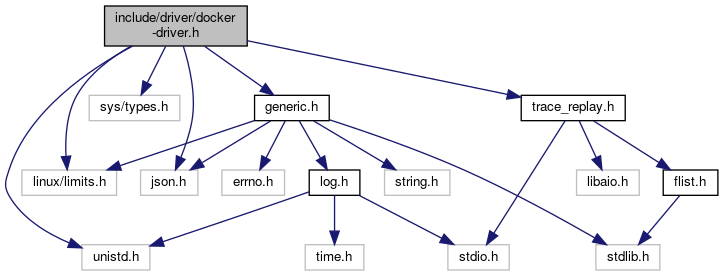 include/driver/docker
-driver.h
sys/types.h
generic.h
trace_replay.h
linux/limits.h
json.h
errno.h
log.h
string.h
libaio.h
flist.h
unistd.h
time.h
stdio.h
stdlib.h